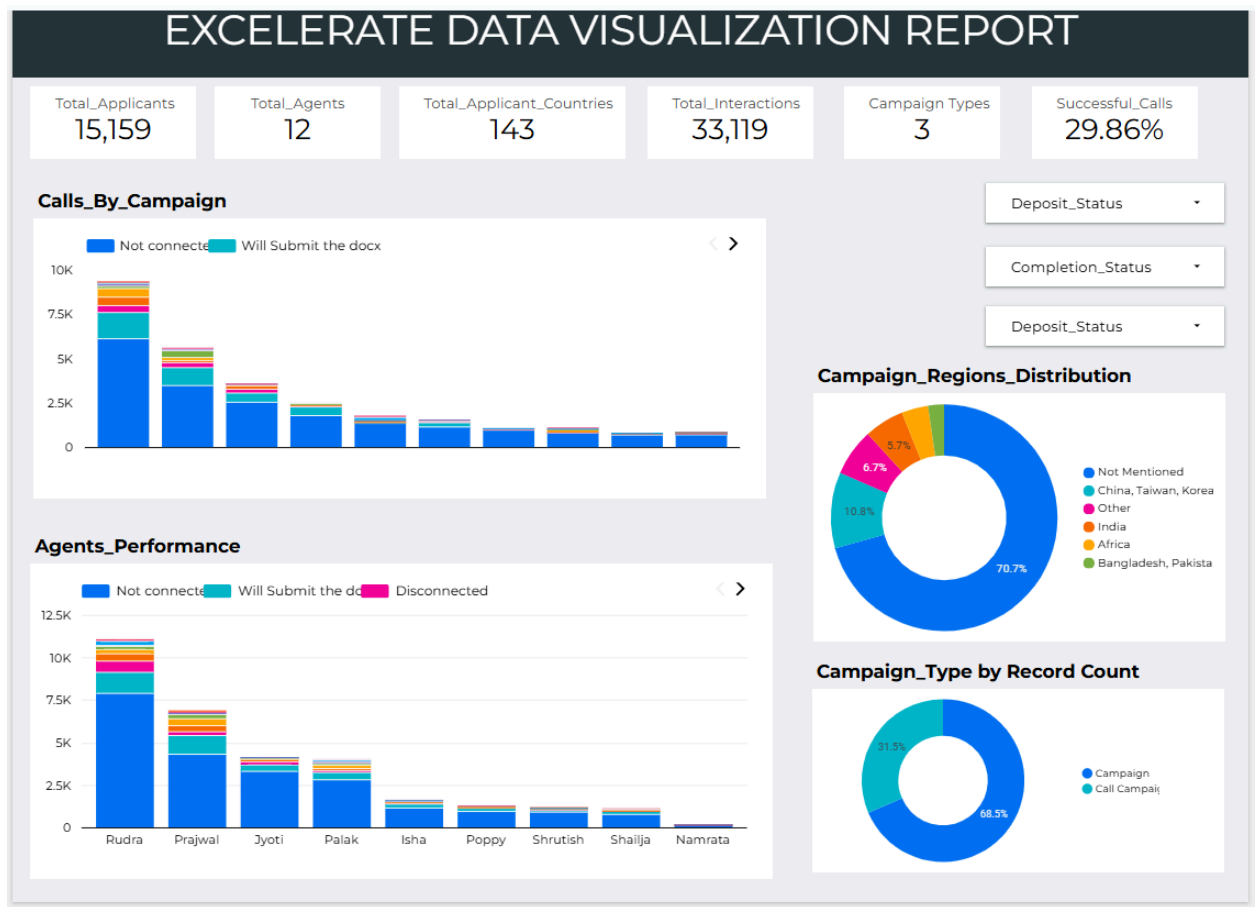 EXCELERATE DATA VISUALIZATION REPORT
Total_Applicants
15,159
Total_Agents
12
Total_Applicant_Countries
143
Total_Interactions
33,119
Campaign Types
3
Successful_Calls
29.86%
Calls_By_Campaign
Not connecte
Will Submit the docx
10K
7.5K
5K
2.5K
0
Deposit_Status
Completion_Status
Deposit_Status
Campaign_Regions_Distribution
5.7%
6.7%
10.8%
70.7%
Not Mentioned
China, Taiwan, Korea
Other
India
Africa
Bangladesh, Pakista
Agents_Performance
Not connecte
Will Submit the do
Disconnected
12.5K
10K
7.5K
5K
2.5K
0
Rudra
Prajwal
Jyoti
Palak
Isha
Poppy
Shrutish
Shailja
Namrata
Campaign_Type by Record Count
31.5%
68.5%
Campaign
Call Campaig